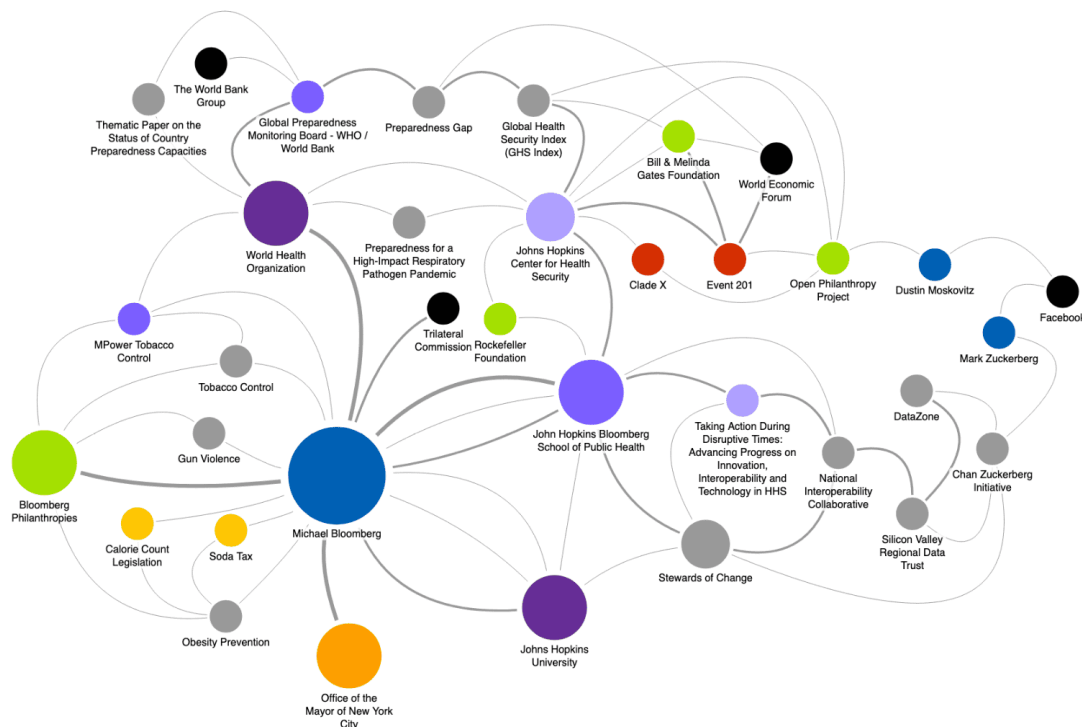 The World Bank
Group
Thematic Paper on the
Status of Country
Preparedness Capacities
Global Preparedness
Monitoring Board - WHO /
World Bank
Preparedness Gap
Global Health
Security Index
(GHS Index)
Bill & Melinda
Gates Foundation
World Economic
Forum
World Health
Organization
Preparedness for a
High-Impact Respiratory
Pathogen Pandemic
Johns Hopkins
Center for Health
Security
Clade X
Event 201
Open Philanthropy
Project
Dustin Moskovitz
Facebool
Mark Zuckerberg
MPower Tobacco
Control
Trilateral
Commission
Rockefeller
Foundation
Tobacco Control
DataZone
Gun Violence
John Hopkins Bloomberg
School of Public Health
Taking Action During
Disruptive Times:
Advancing Progress on
Innovation,
Interoperability and
Technology in HHS
National
Interoperability
Collaborative
Chan Zuckerberg
Initiative
Bloomberg
Philanthropies
Michael Bloomberg
Calorie Count
Legislation
Soda Tax
Silicon Valley
Regional Data
Trust
Stewards of Change
Obesity Prevention
Johns Hopkins
University
Office of the
Mayor of New York
City